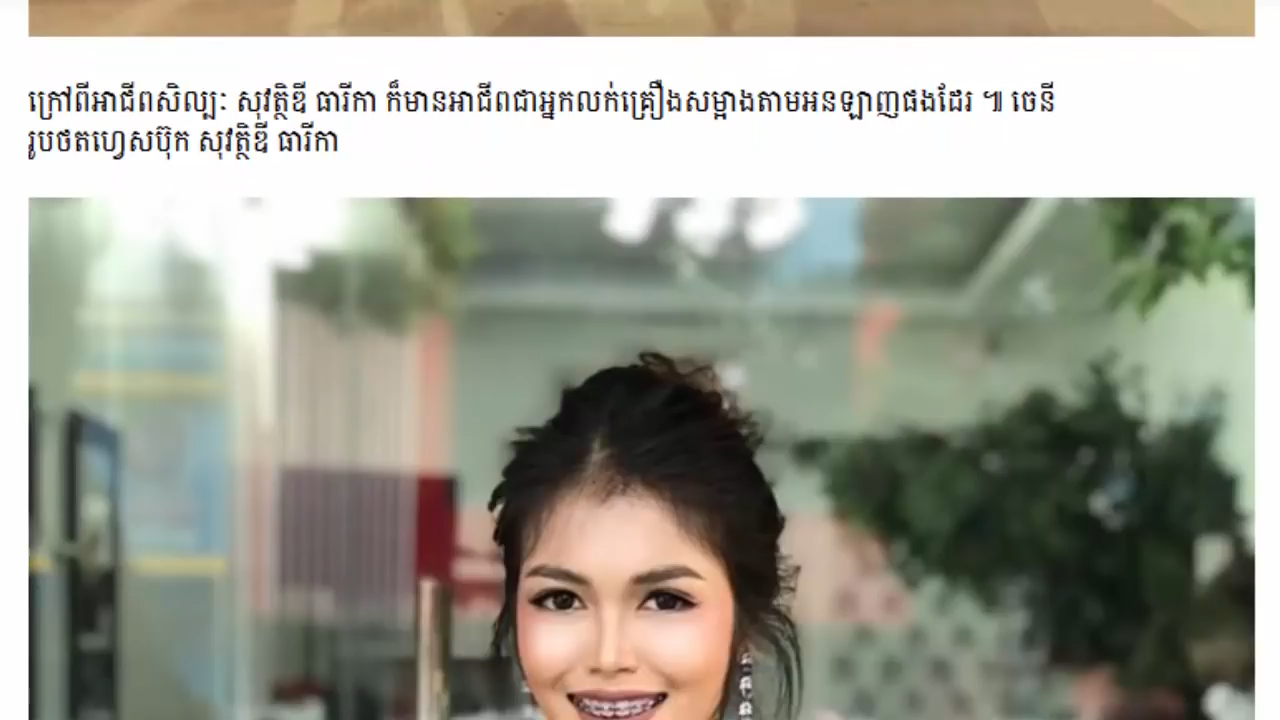 ក្រៅពីអាជីពសិល្បៈ សុវត្ថិឌី ធារីកា ក៏មានអាជីពជាអ្នកលក់គ្រឿងសម្អាងតាមអនឡាញផងដែរ ៕ ចេនី
រូបថតហ្វេសប៊ុក សុវត្ថិឌី ធារីកា